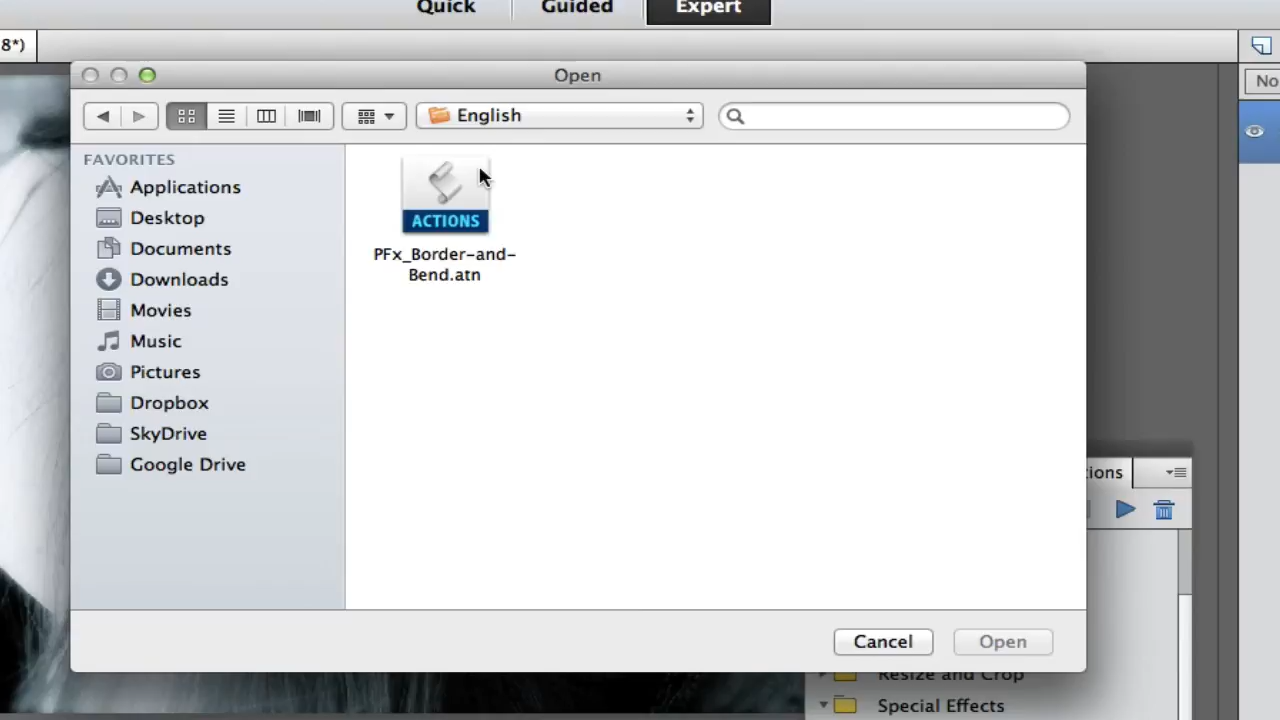 Quick
Guided
Expert
8*)
Open
English
No
FAVORITES
Applications
Desktop
Documents
Downloads
Movies
Music
Pictures
Dropbox
SkyDrive
Google Drive
ACTIONS
PFx_Border-and-
Bend.atn
tions
Cancel
Open
Resize and Crop
Special Effects